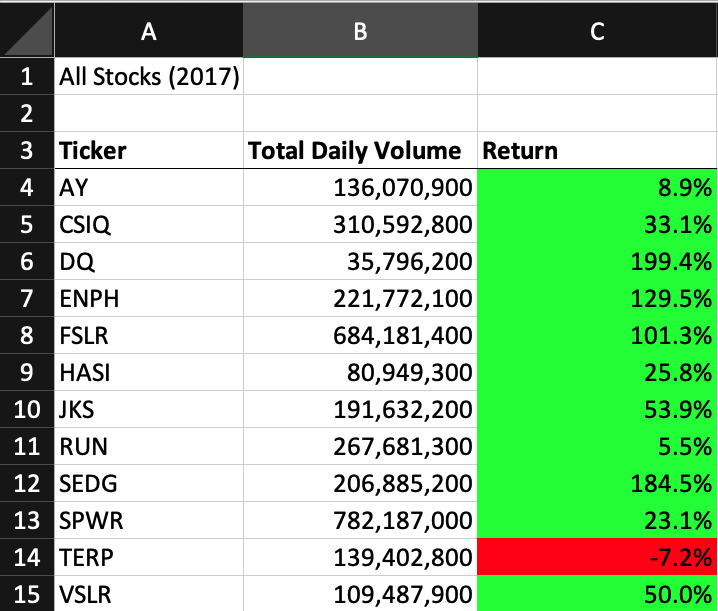 A B C
1 All Stocks (2017)
2
3 Ticker Total Daily Volume Return
4 AY 136,070,900 8.9%
5 CSIQ 310,592,800 33.1%
6 DQ 35,796,200 199.4%
7 ENPH 221,772,100 129.5%
8 FSLR 684,181,400 101.3%
9 HASI 80,949,300 25.8%
10 JKS 191,632,200 53.9%
11 RUN 267,681,300 5.5%
12 SEDG 206,885,200 184.5%
13 SPWR 782,187,000 23.1%
14 TERP 139,402,800 -7.2%
15 VSLR 109,487,900 50.0%